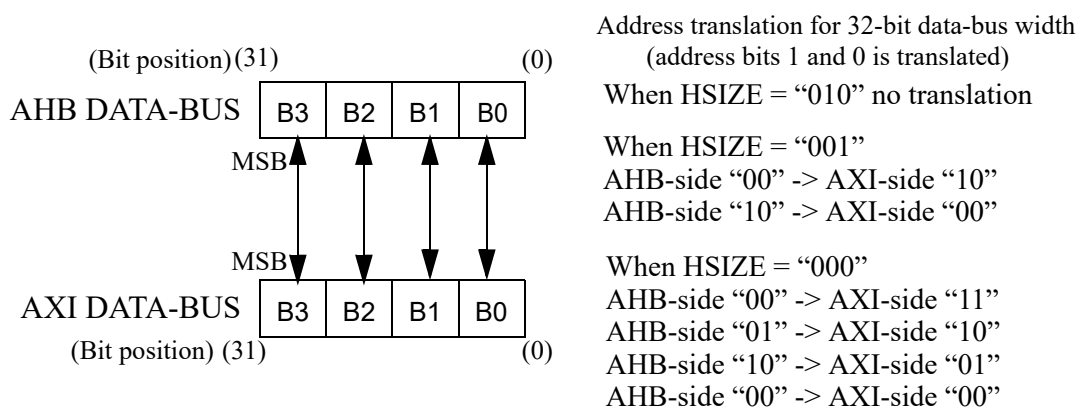 (Bit position) (31) (0)
AHB DATA-BUS B3 B2 B1 B0
MSB
MSB
AXI DATA-BUS B3 B2 B1 B0
(Bit position) (31) (0)
Address translation for 32-bit data-bus width
(address bits 1 and 0 is translated)
When HSIZE = “010” no translation
When HSIZE = “001”
AHB-side “00” -> AXI-side “10”
AHB-side “10” -> AXI-side “00”
When HSIZE = “000”
AHB-side “00” -> AXI-side “11”
AHB-side “01” -> AXI-side “10”
AHB-side “10” -> AXI-side “01”
AHB-side “00” -> AXI-side “00”